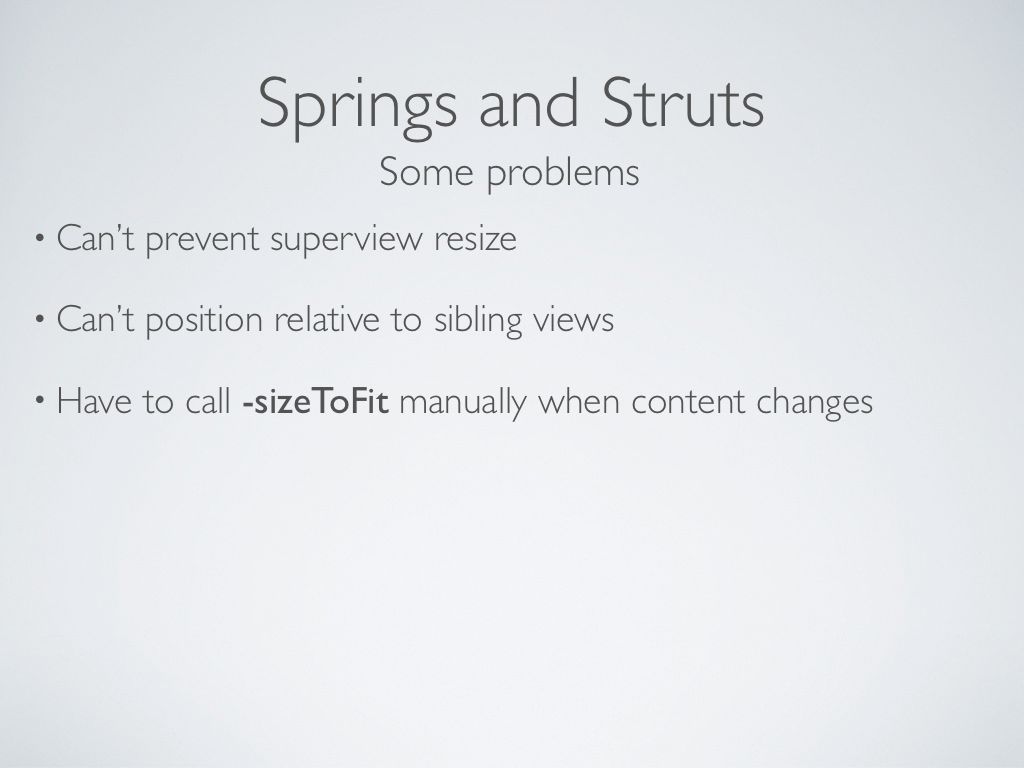 Springs and Struts
Some problems
• Can’t prevent superview resize
• Can’t position relative to sibling views
• Have to call -sizeToFit manually when content changes